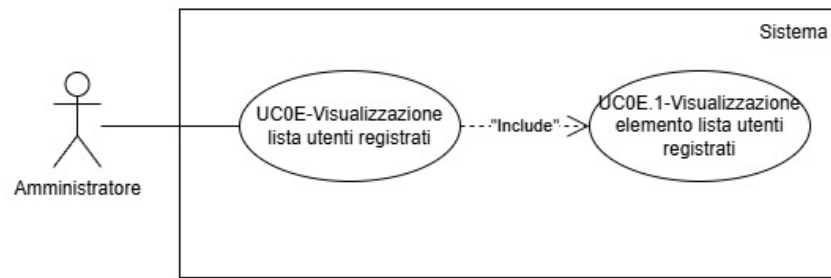 Sistema
UC0E-Visualizzazione
lista utenti registrati
"Include"
UC0E.1-Visualizzazione
elemento lista utenti
registrati
Amministratore